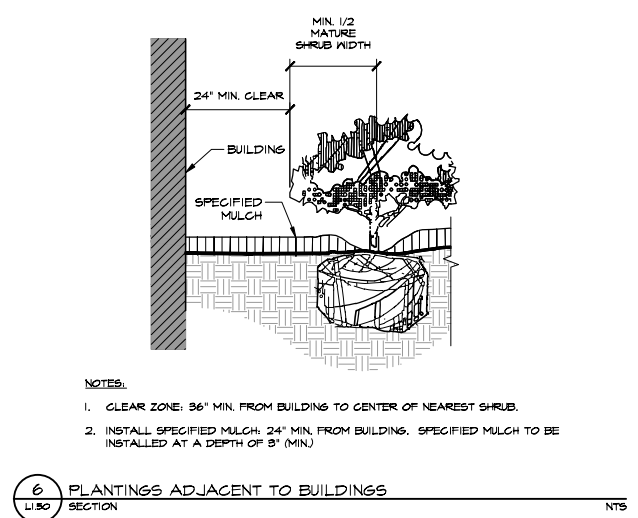 MIN. 1/2
MATURE
SHRUB WIDTH
24" MIN. CLEAR
BUILDING
SPECIFIED
MULCH
NOTES:
1. CLEAR ZONE: 36" MIN. FROM BUILDING TO CENTER OF NEAREST SHRUB.
2. INSTALL SPECIFIED MULCH: 24" MIN. FROM BUILDING. SPECIFIED MULCH TO BE
INSTALLED AT A DEPTH OF 3" (MIN.)
6 PLANTINGS ADJACENT TO BUILDINGS
L1.50 SECTION NTS